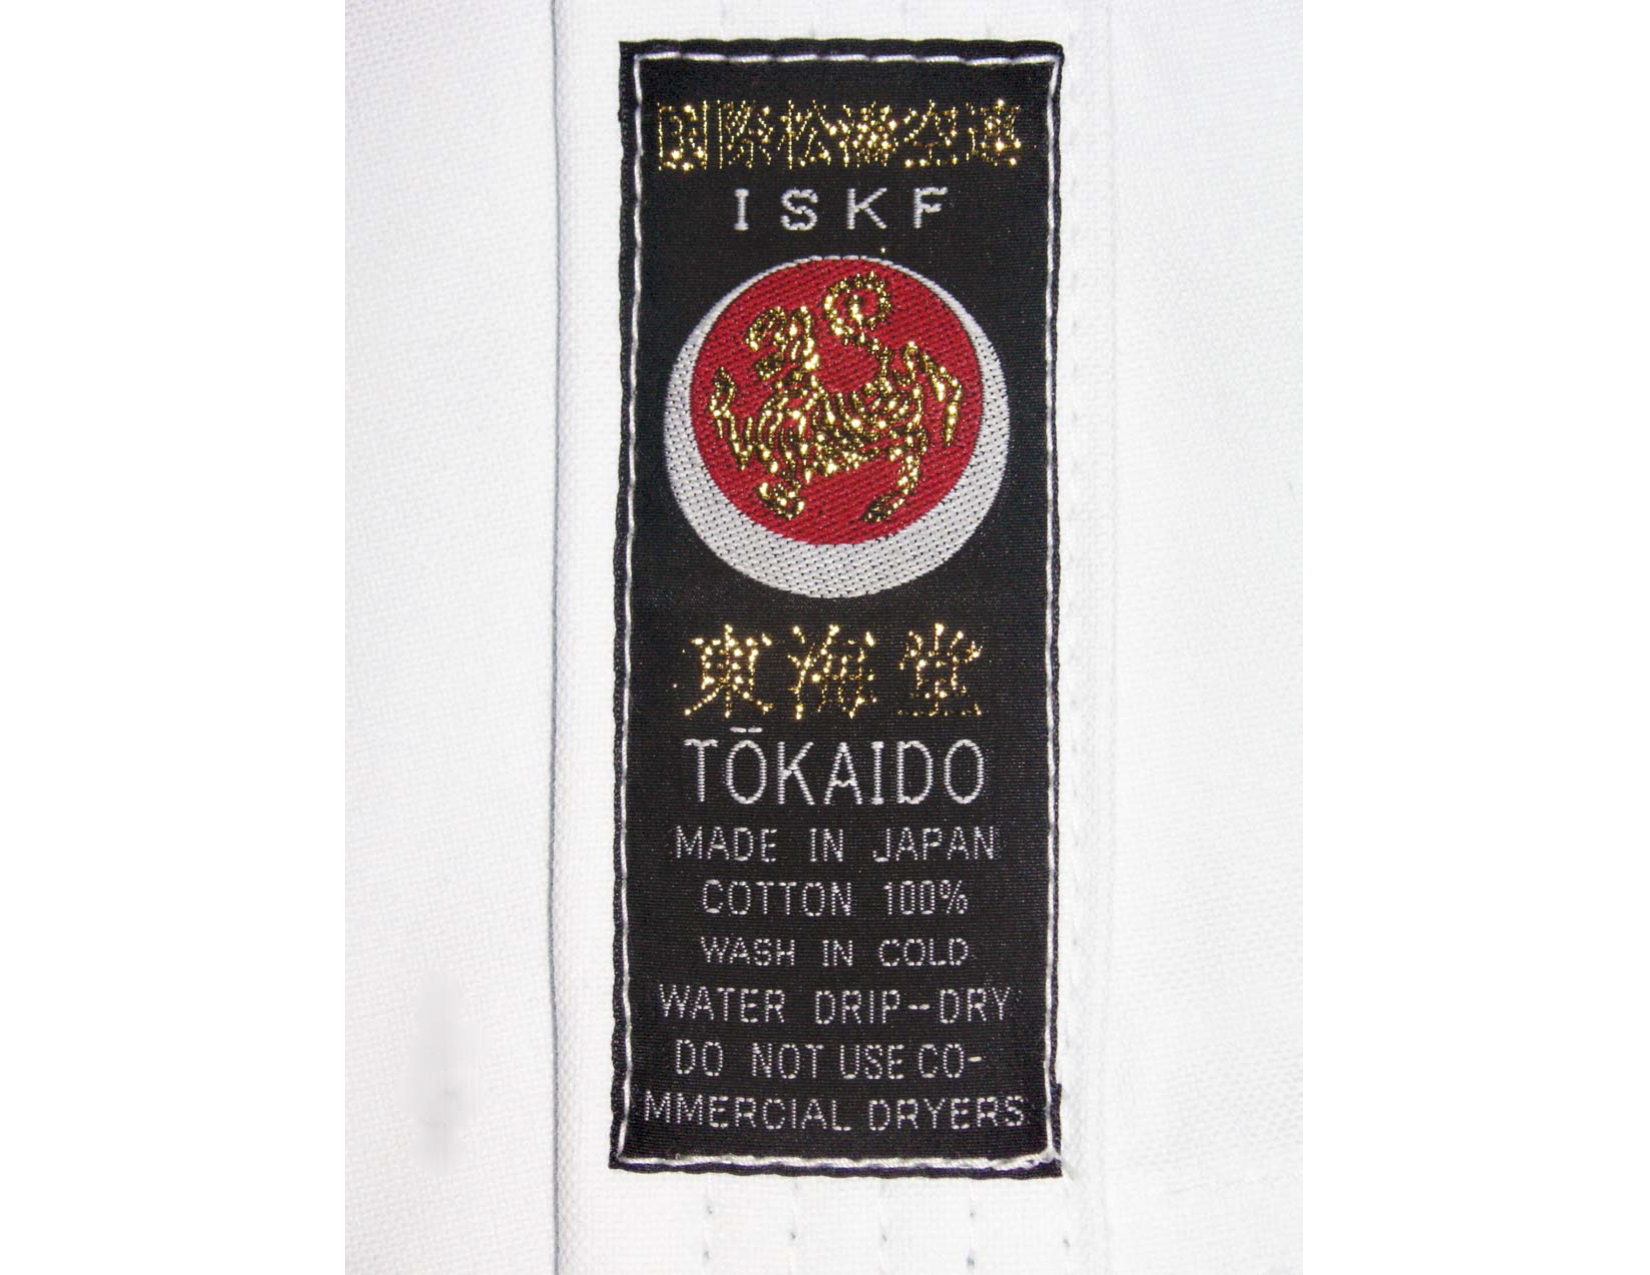 国際松濤空連
ISKF
東海堂
TŌKAIDO
MADE IN JAPAN
COTTON 100%
WASH IN COLD
WATER DRIP-DRY
DO NOT USE CO-
MMERCIAL DRYERS